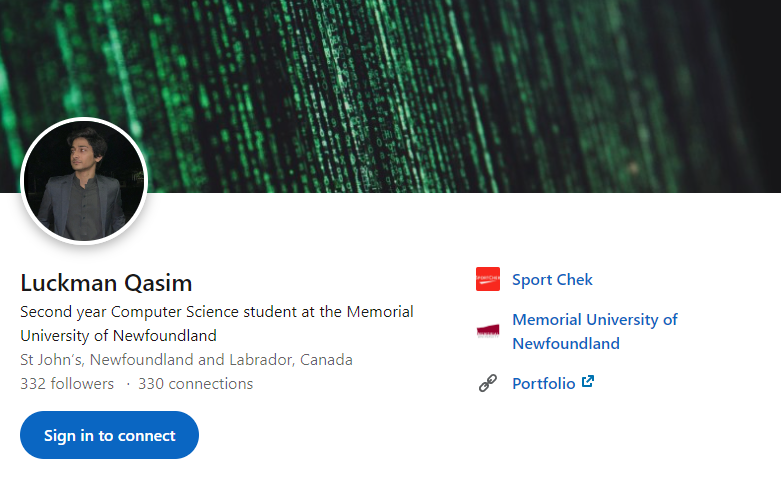 Luckman Qasim
Second year Computer Science student at the Memorial
University of Newfoundland
St John's, Newfoundland and Labrador, Canada
332 followers · 330 connections
Sign in to connect
SPORTCHEK
Sport Chek
Memorial University of
Newfoundland
Portfolio